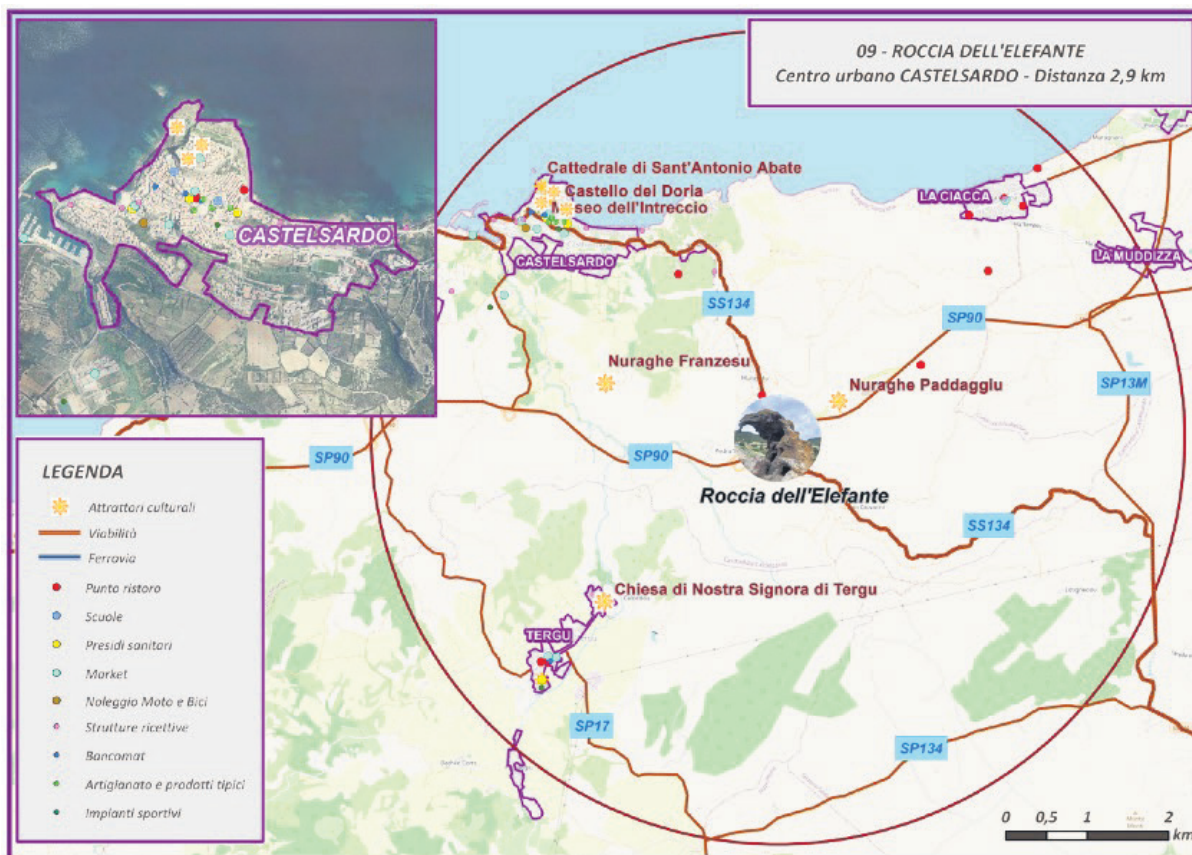 09 - ROCCIA DELL'ELEFANTE
Centro urbano CASTELSARDO - Distanza 2,9 km
CASTELSARDO
Cattedrale di Sant'Antonio Abate
Castello dei Doria
Museo dell'Intreccio
CASTELSARDO
LA CIACCA
LA MUDDIZZA
SS134
SP90
Nuraghe Franzesu
Nuraghe Paddaggiu
SP13M
SP90
SP90
Roccia dell'Elefante
SS134
Chiesa di Nostra Signora di Tergu
TERGU
SP17
SP134
LEGENDA
Attrattori culturali
Viabilità
Ferrovia
Punto ristoro
Scuole
Presidi sanitari
Market
Noleggio Moto e Bici
Strutture ricettive
Bancomat
Artigianato e prodotti tipici
Impianti sportivi
0 0,5 1 2
km